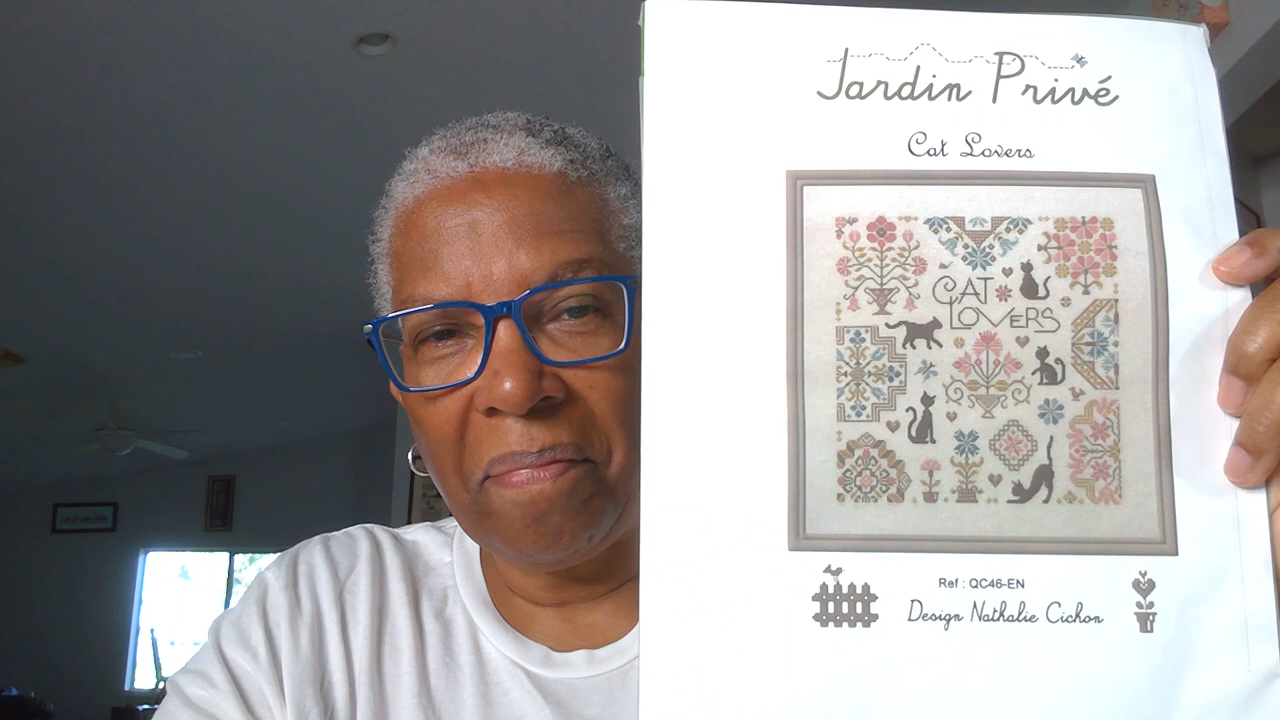 Jardin Privé
Cat Lovers
CAT
LOVERS
Ref : QC46-EN
Design Nathalie Cichon